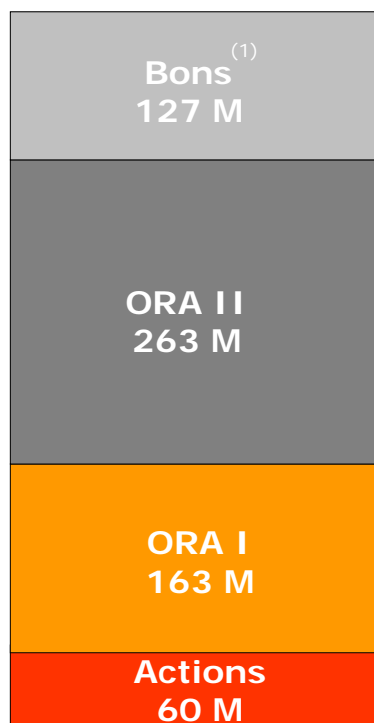 Bons(1)
127 M
ORA II
263 M
ORA I
163 M
Actions
60 M